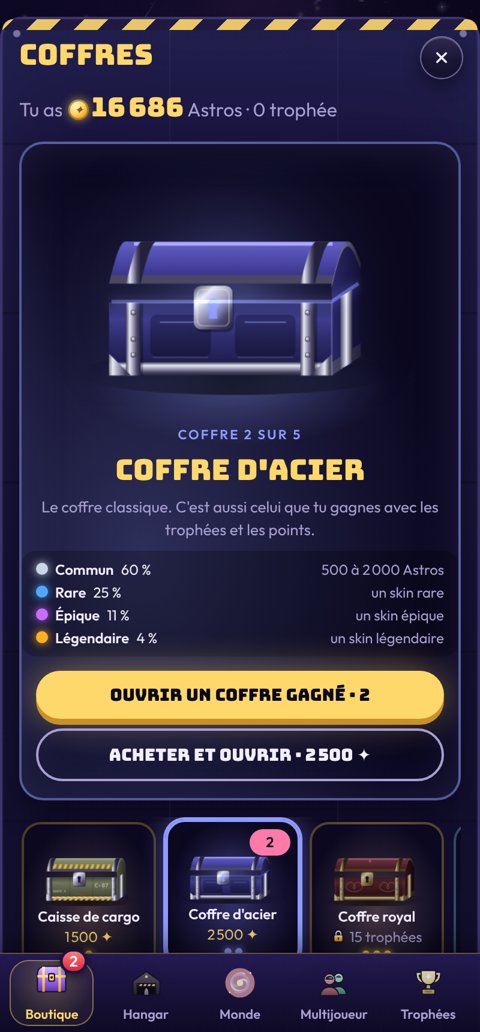 COFFRES
✕
Tu as 16 686 Astros · 0 trophée
COFFRE 2 SUR 5
COFFRE D'ACIER
Le coffre classique. C'est aussi celui que tu gagnes avec les
trophées et les points.
Commun 60 % 500 à 2 000 Astros
Rare 25 % un skin rare
Épique 11 % un skin épique
Légendaire 4 % un skin légendaire
OUVRIR UN COFFRE GAGNÉ · 2
ACHETER ET OUVRIR · 2 500 ✦
2
C-07
Caisse de cargo
1 500 ✦
Coffre d'acier
2 500 ✦
Coffre royal
15 trophées
2
Boutique
Hangar
Monde
Multijoueur
Trophées